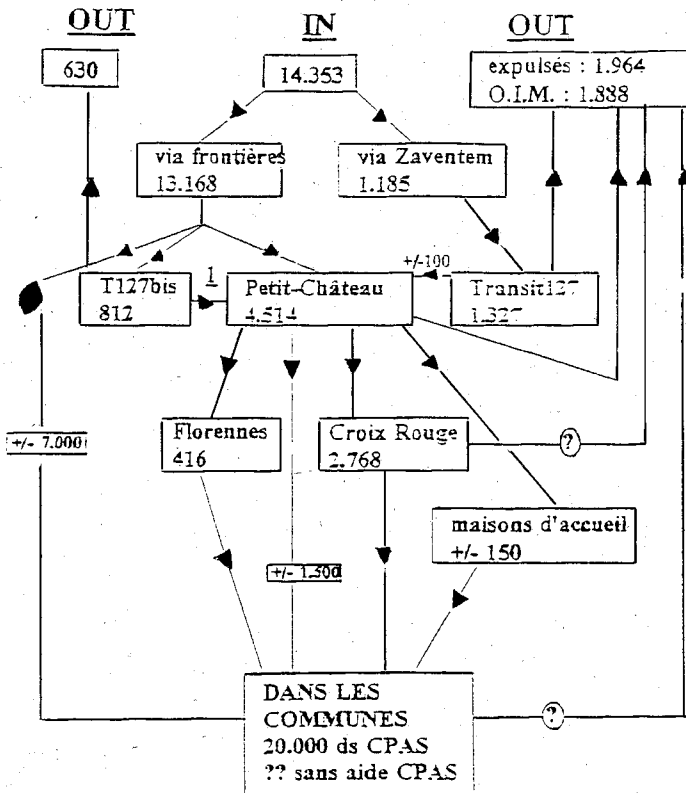 OUT
IN
OUT
630
14.353
expulsés : 1.964
O.I.M. : 1.888
via frontières
13.168
via Zaventem
1.185
+/-100
T127bis
812
1
Petit-Château
4.514
Transit127
1.327
+/- 7.000
Florennes
416
Croix Rouge
2.768
?
maisons d'accueil
+/- 150
+/- 1.500
DANS LES
COMMUNES
20.000 ds CPAS
?? sans aide CPAS
?